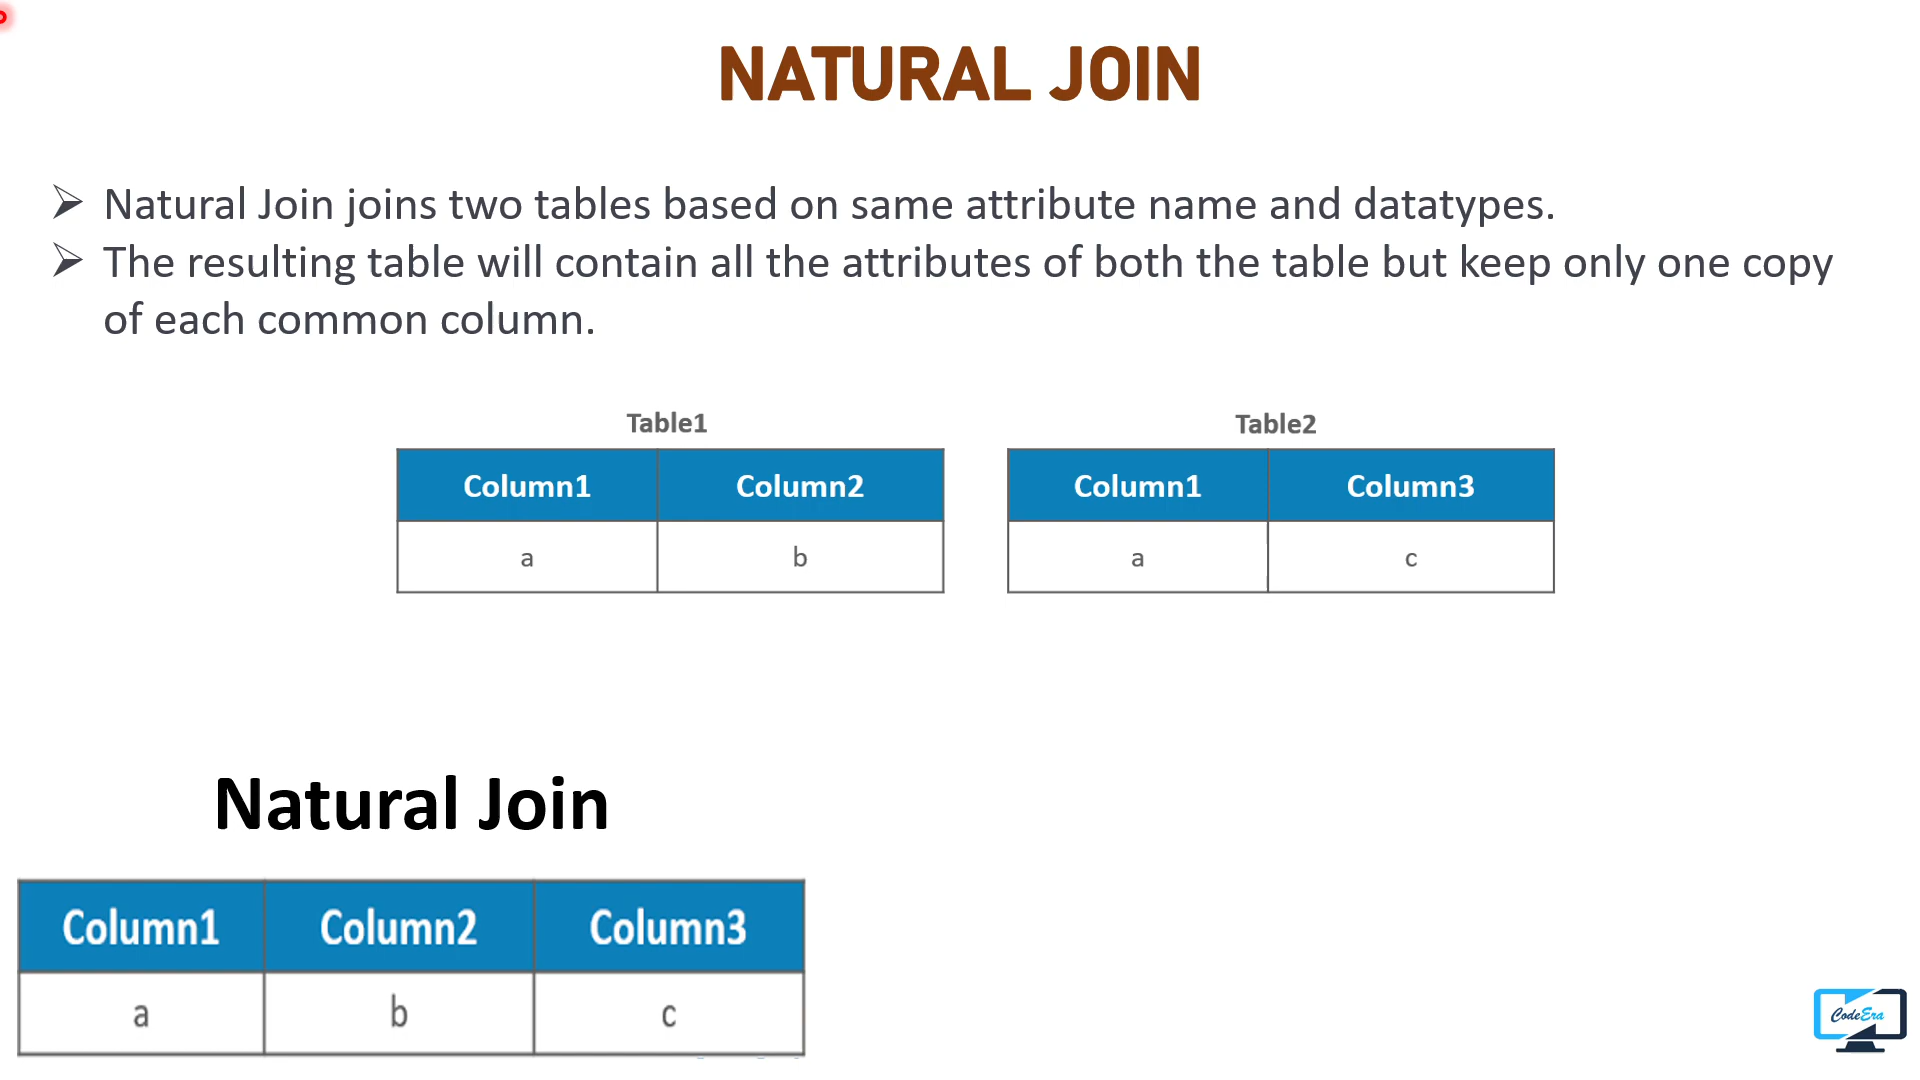 NATURAL JOIN
Natural Join joins two tables based on same attribute name and datatypes.
The resulting table will contain all the attributes of both the table but keep only one copy
of each common column.
Table1
Column1 Column2
a b
Table2
Column1 Column3
a c
Natural Join
Column1 Column2 Column3
a b c
CodeEra